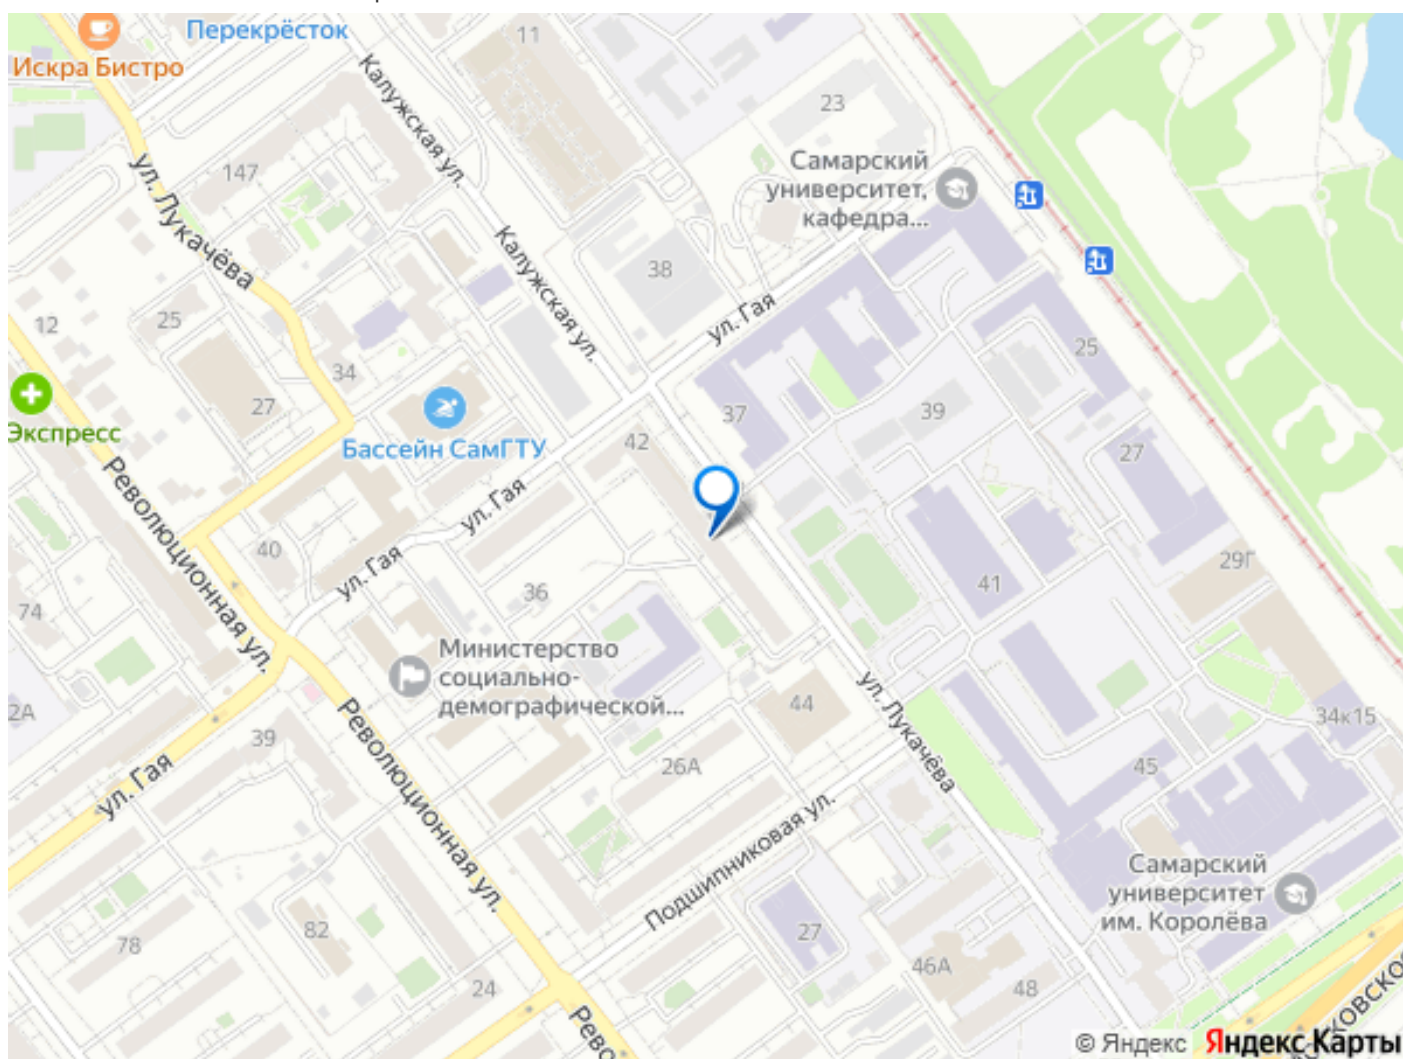 Перекрёсток
11
Искра Бистро
Калужская ул.
23
147
ул. Лукачёва
Самарский
университет,
кафедра...
Калужская ул.
38
12
25
ул. Гая
34
25
27
37
39
Экспресс
Бассейн СамГТУ
42
27
Революционная ул.
ул. Гая
40
ул. Гая
36
41
29Г
74
Министерство
социально-
демографической...
44
ул. Лукачёва
2А
39
Революционная ул.
34к15
26А
45
ул. Гая
Подшипниковая ул.
Самарский
университет
им. Королёва
82
78
27
46А
24
48
Рево
ковско
© Яндекс Яндекс Карты